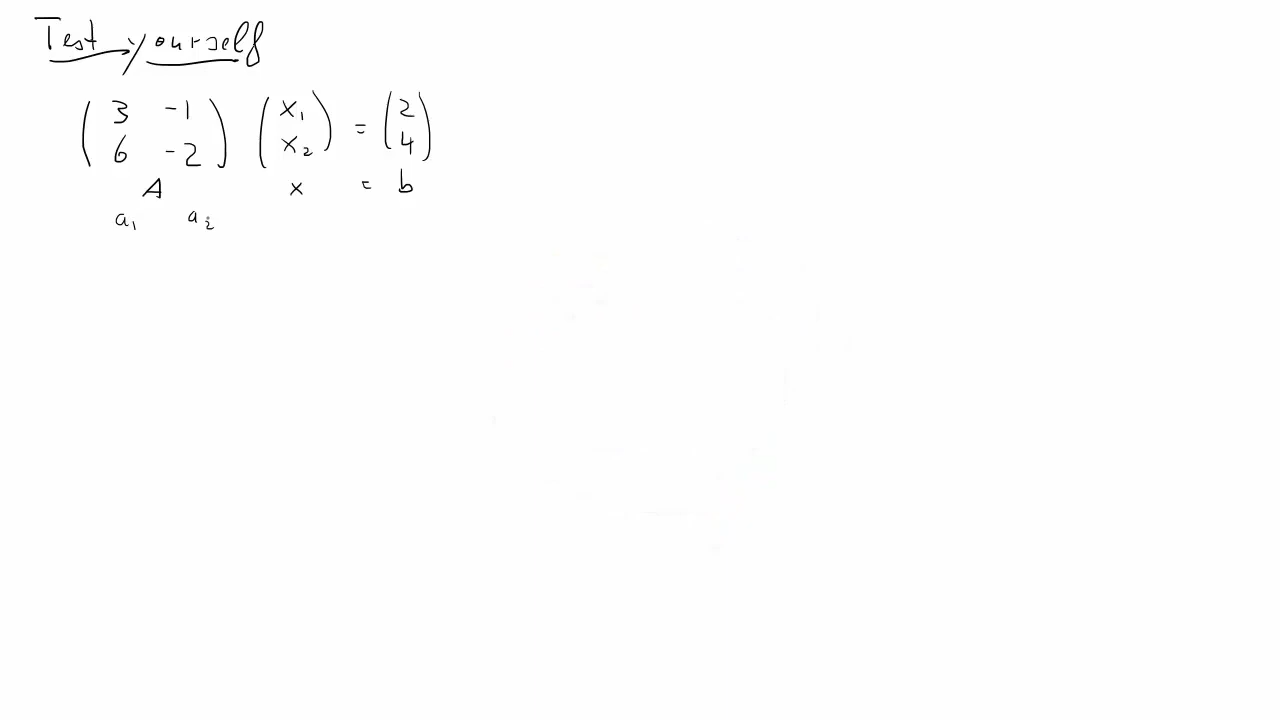 Test yourself
( 3 -1 ) ( x₁ ) = ( 2 )
( 6 -2 ) ( x₂ ) ( 4 )
A x = b
a₁ a₂